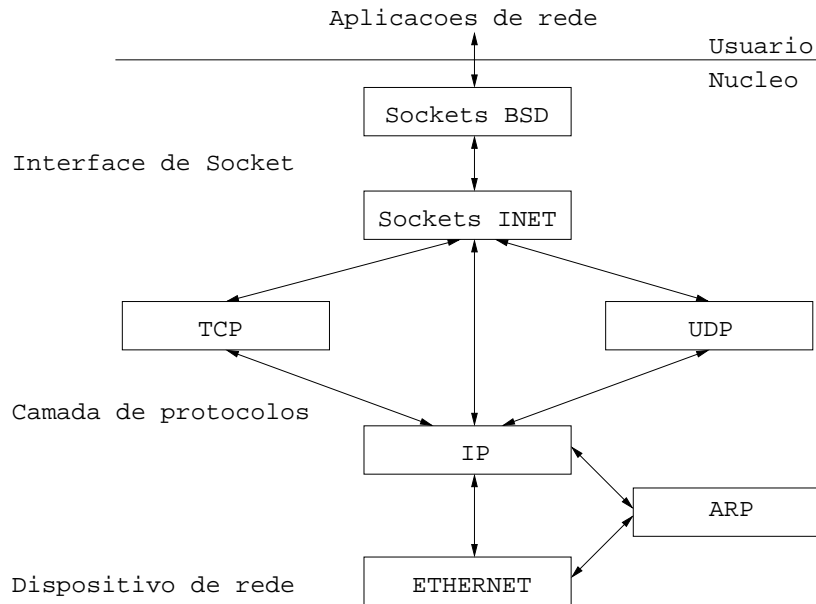 Aplicacoes de rede
Usuario
Nucleo
Sockets BSD
Interface de Socket
Sockets INET
TCP
UDP
Camada de protocolos
IP
ARP
ETHERNET
Dispositivo de rede